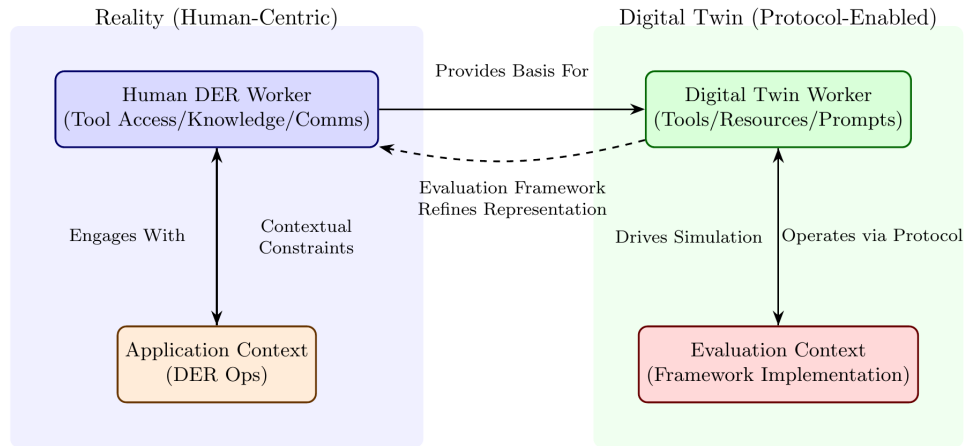 Reality (Human-Centric)
Digital Twin (Protocol-Enabled)
Provides Basis For
Human DER Worker
(Tool Access/Knowledge/Comms)
Digital Twin Worker
(Tools/Resources/Prompts)
Evaluation Framework
Refines Representation
Engages With
Contextual
Constraints
Drives Simulation
Operates via Protocol
Application Context
(DER Ops)
Evaluation Context
(Framework Implementation)